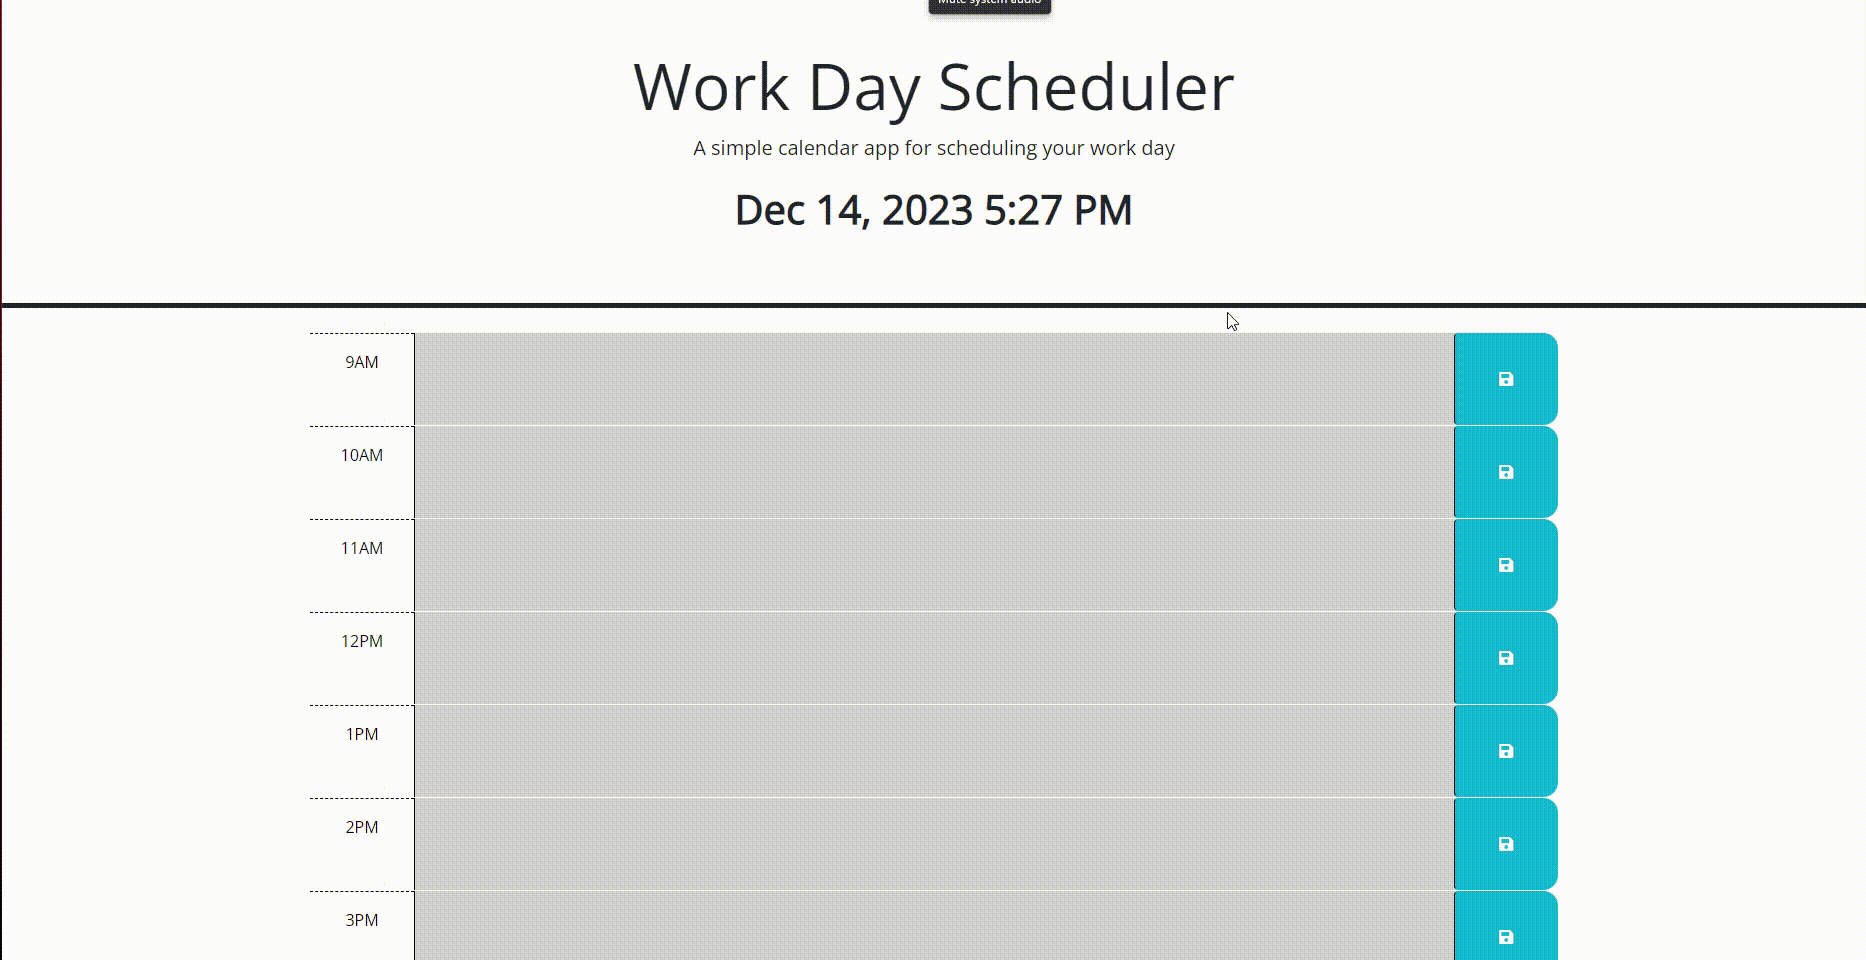 Mute system audio
Work Day Scheduler
A simple calendar app for scheduling your work day
Dec 14, 2023 5:27 PM
9AM
10AM
11AM
12PM
1PM
2PM
3PM